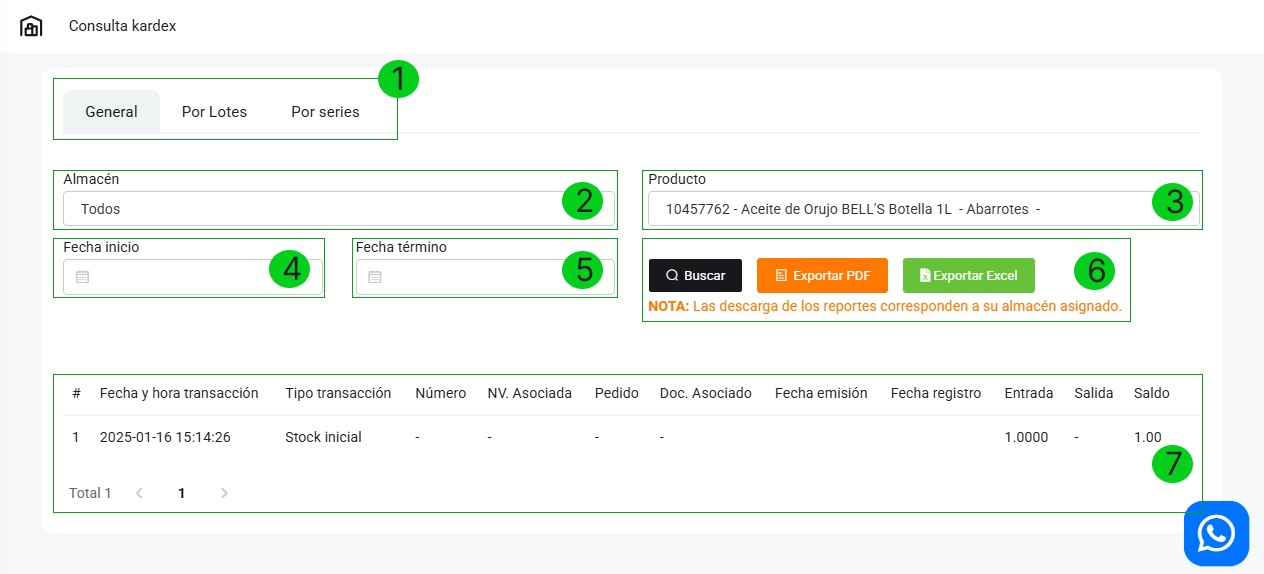 Consulta kardex
1
General Por Lotes Por series
Almacén
Todos
2
Producto
10457762 - Aceite de Orujo BELL'S Botella 1L - Abarrotes -
3
Fecha inicio
4
Fecha término
5
Buscar Exportar PDF Exportar Excel
6
NOTA: Las descarga de los reportes corresponden a su almacén asignado.
# Fecha y hora transacción Tipo transacción Número NV. Asociada Pedido Doc. Asociado Fecha emisión Fecha registro Entrada Salida Saldo
1 2025-01-16 15:14:26 Stock inicial - - - - 1.0000 - 1.00
7
Total 1 < 1 >